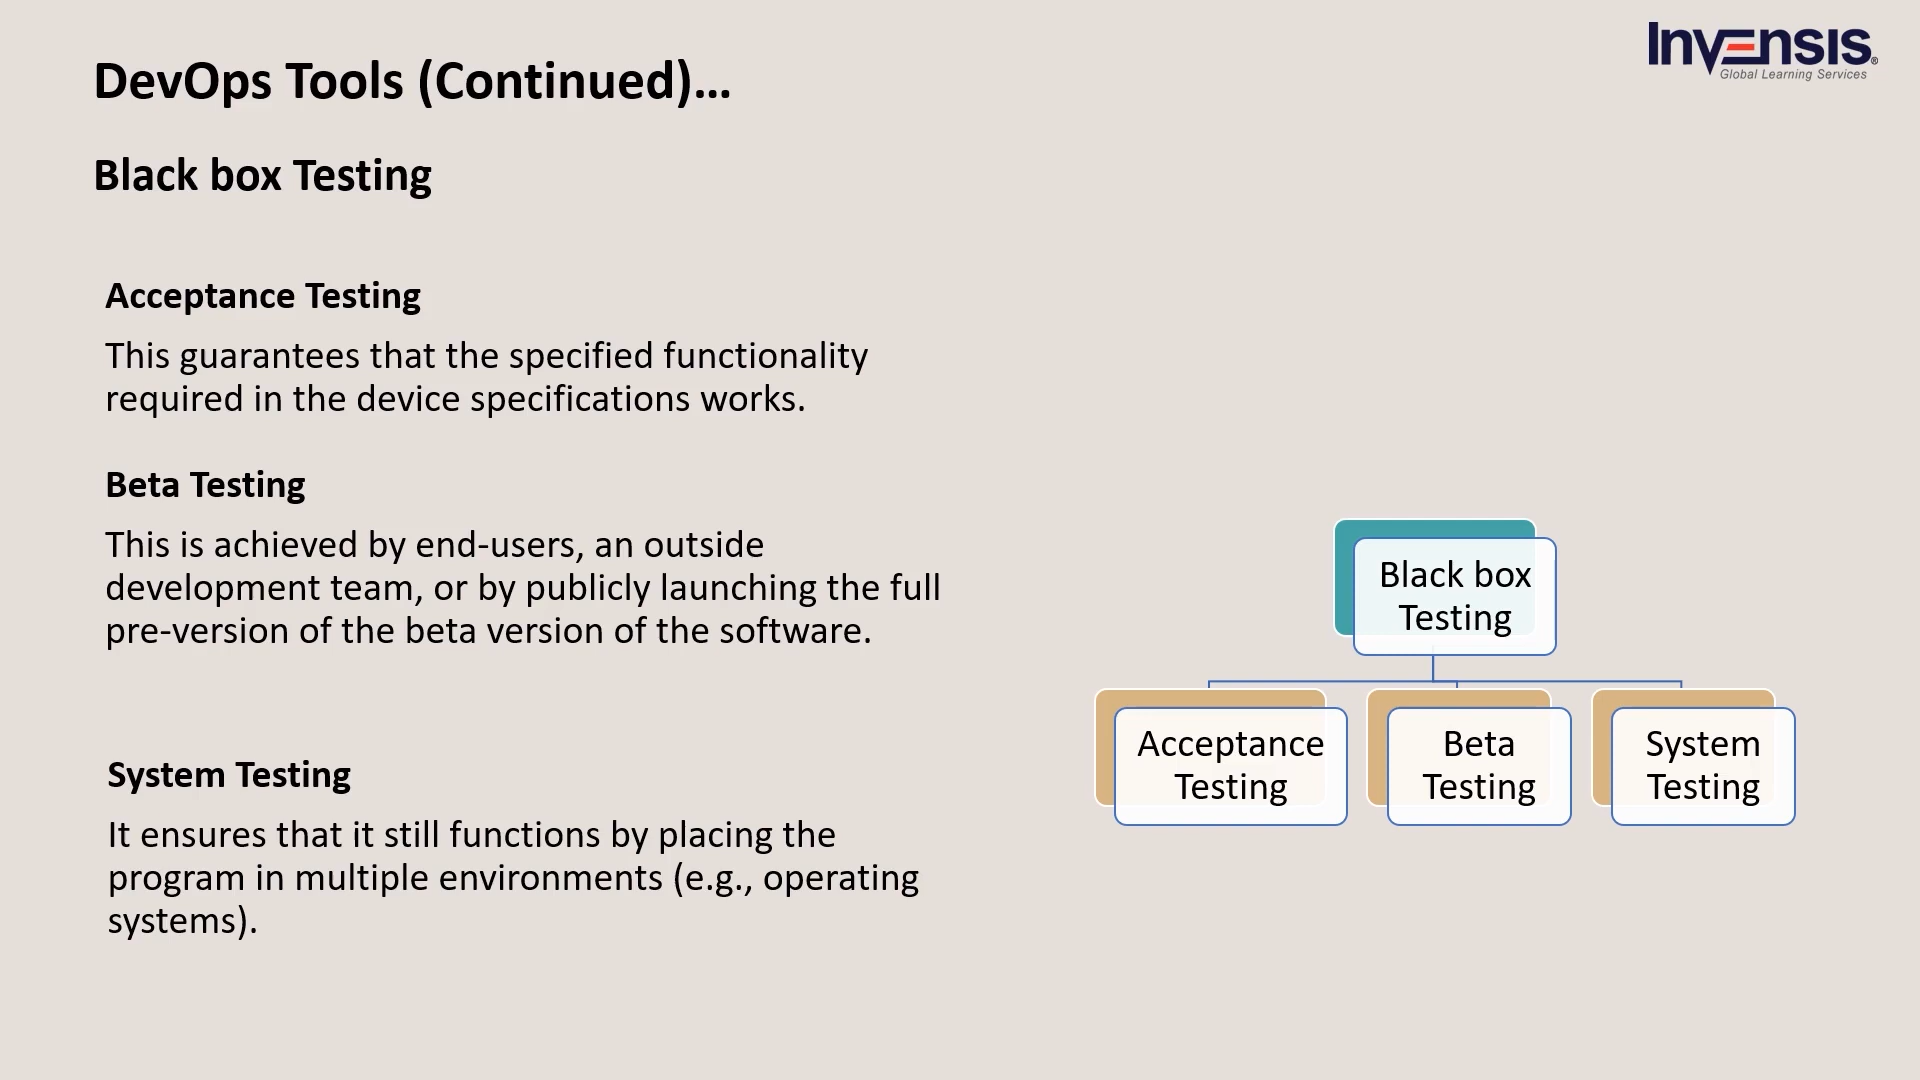 Invensis®
Global Learning Services
DevOps Tools (Continued)…
Black box Testing
Acceptance Testing
This guarantees that the specified functionality
required in the device specifications works.
Beta Testing
This is achieved by end-users, an outside
development team, or by publicly launching the full
pre-version of the beta version of the software.
System Testing
It ensures that it still functions by placing the
program in multiple environments (e.g., operating
systems).
Black box
Testing
Acceptance
Testing
Beta
Testing
System
Testing